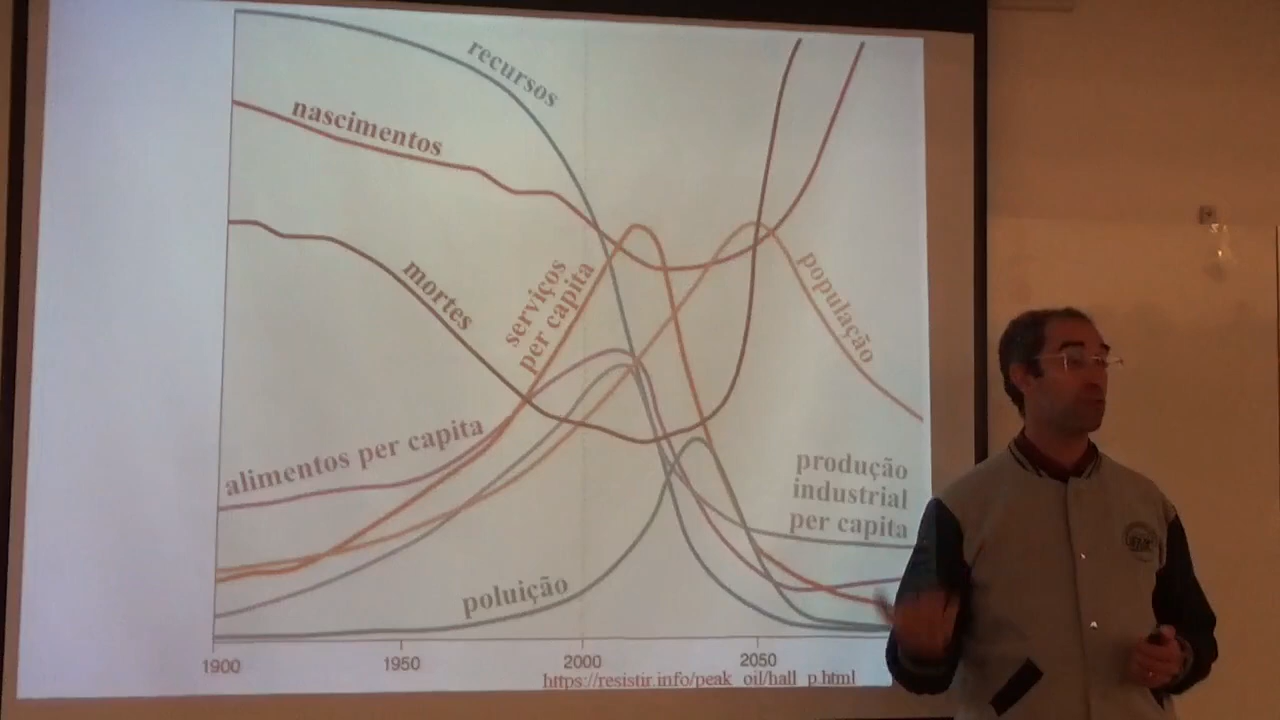 recursos
nascimentos
mortes
serviços
per capita
população
alimentos per capita
produção
industrial
per capita
poluição
1900
1950
2000
2050
https://resistir.info/peak_oil/hall_p.html